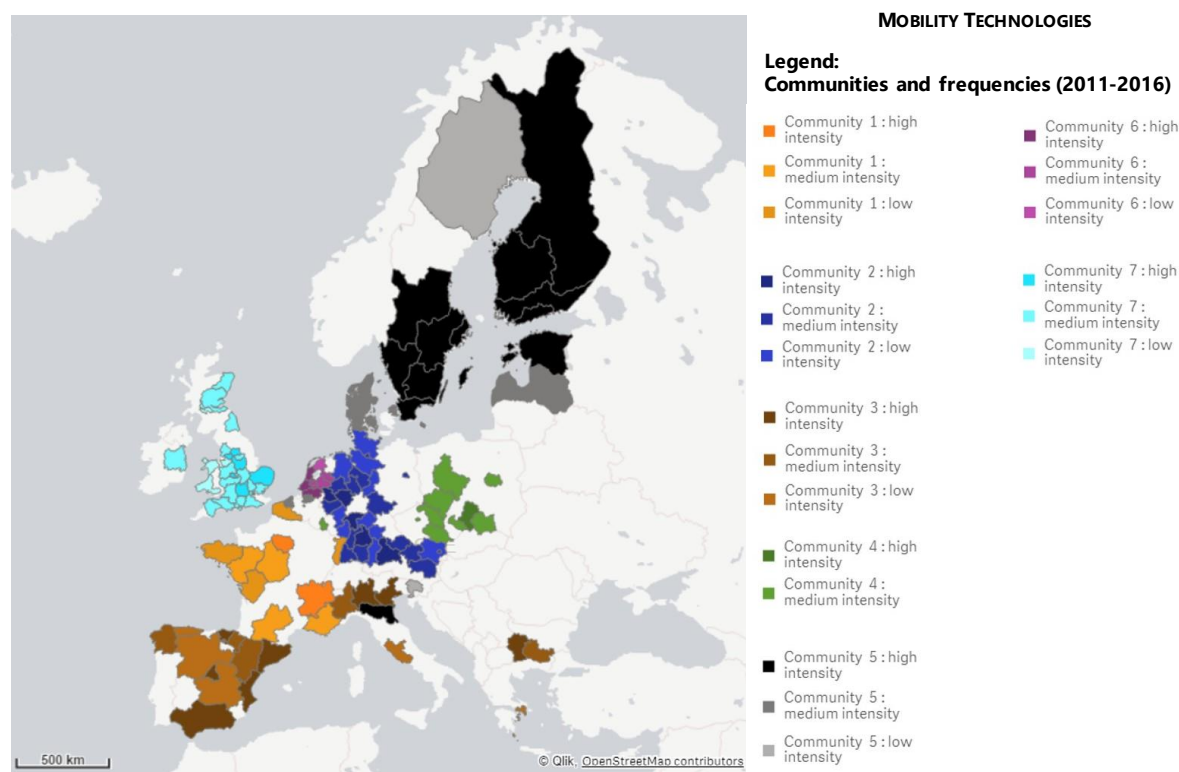 MOBILITY TECHNOLOGIES
Legend:
Communities and frequencies (2011-2016)
Community 1 : high
intensity
Community 1 :
medium intensity
Community 1 : low
intensity
Community 2 : high
intensity
Community 2 :
medium intensity
Community 2 : low
intensity
Community 3 : high
intensity
Community 3 :
medium intensity
Community 3 : low
intensity
Community 4 : high
intensity
Community 4 :
medium intensity
Community 5 : high
intensity
Community 5 :
medium intensity
Community 5 : low
intensity
Community 6 : high
intensity
Community 6 :
medium intensity
Community 6 : low
intensity
Community 7 : high
intensity
Community 7 :
medium intensity
Community 7 : low
intensity
500 km
© Qlik, OpenStreetMap contributors